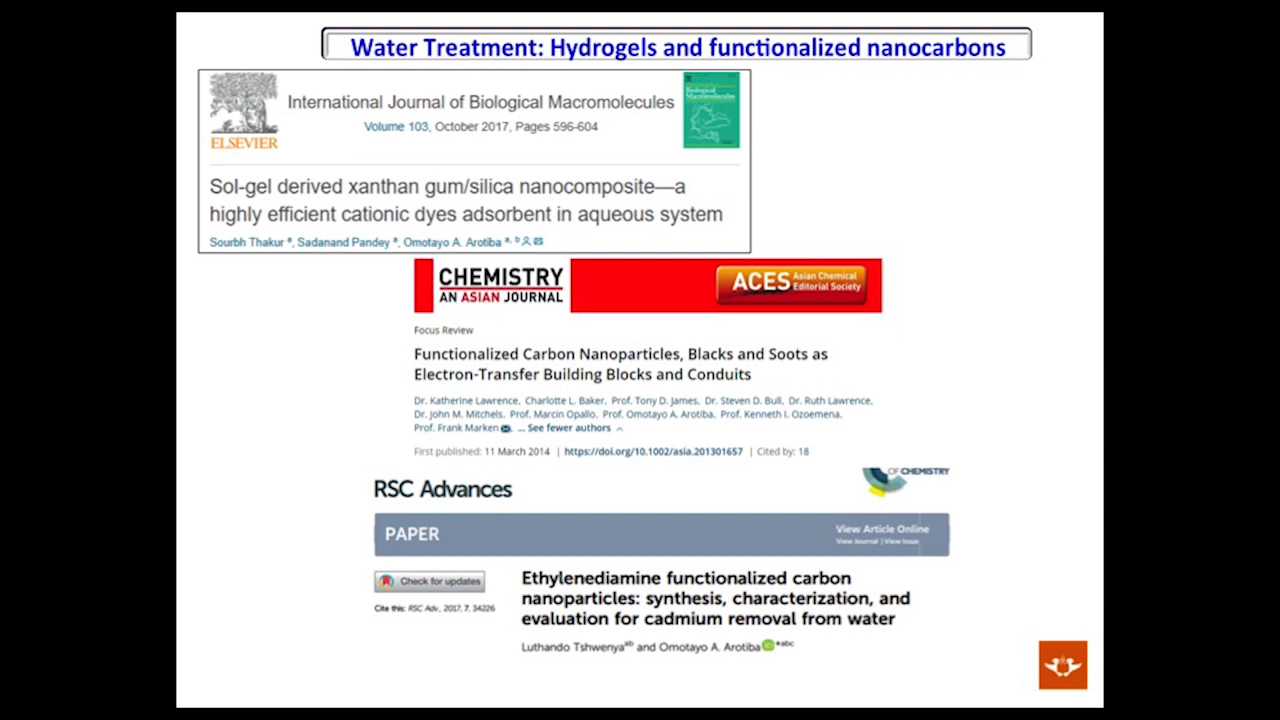 Water Treatment: Hydrogels and functionalized nanocarbons
ELSEVIER
International Journal of Biological Macromolecules
Volume 103, October 2017, Pages 596-604
Biological
Macromolecules
Sol-gel derived xanthan gum/silica nanocomposite—a
highly efficient cationic dyes adsorbent in aqueous system
Sourbh Thakur a, Sadanand Pandey a, Omotayo A. Arotiba a, b
CHEMISTRY
AN ASIAN JOURNAL
ACES Asian Chemical
Editorial Society
Focus Review
Functionalized Carbon Nanoparticles, Blacks and Soots as
Electron-Transfer Building Blocks and Conduits
Dr. Katherine Lawrence, Charlotte L. Baker, Prof. Tony D. James, Dr. Steven D. Bull, Dr. Ruth Lawrence,
Dr. John M. Mitchels, Prof. Marcin Opallo, Prof. Omotayo A. Arotiba, Prof. Kenneth I. Ozoemena,
Prof. Frank Marken, ... See fewer authors
First published: 11 March 2014 | https://doi.org/10.1002/asia.201301657 | Cited by: 18
RSC Advances
OF CHEMISTRY
PAPER
View Article Online
View Journal | View Issue
Check for updates
Cite this: RSC Adv., 2017, 7, 34226
Ethylenediamine functionalized carbon
nanoparticles: synthesis, characterization, and
evaluation for cadmium removal from water
Luthando Tshwenya ab and Omotayo A. Arotiba iD *abc